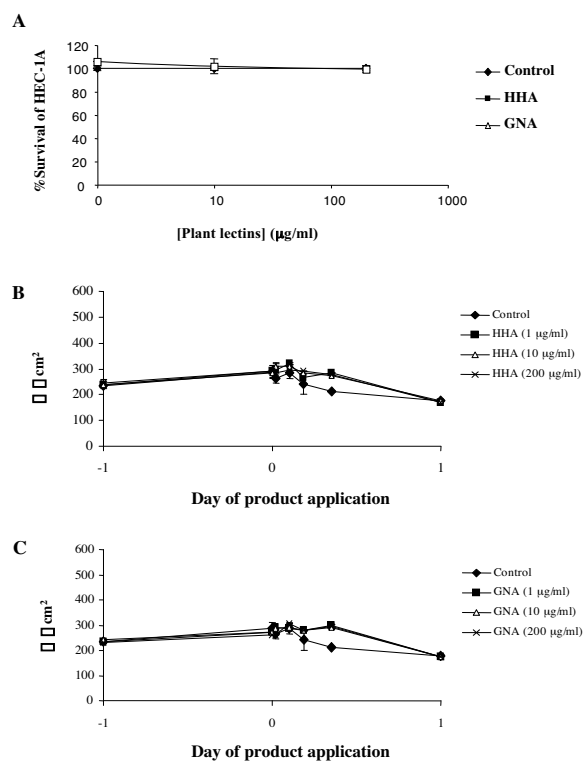 A
120
100
80
60
40
20
0
%Survival of HEC-1A
0 10 100 1000
[Plant lectins] (µg/ml)
Control
HHA
GNA
B
600
500
400
300
200
100
0
cm²
-1 0 1
Day of product application
Control
HHA (1 µg/ml)
HHA (10 µg/ml)
HHA (200 µg/ml)
C
600
500
400
300
200
100
0
cm²
-1 0 1
Day of product application
Control
GNA (1 µg/ml)
GNA (10 µg/ml)
GNA (200 µg/ml)